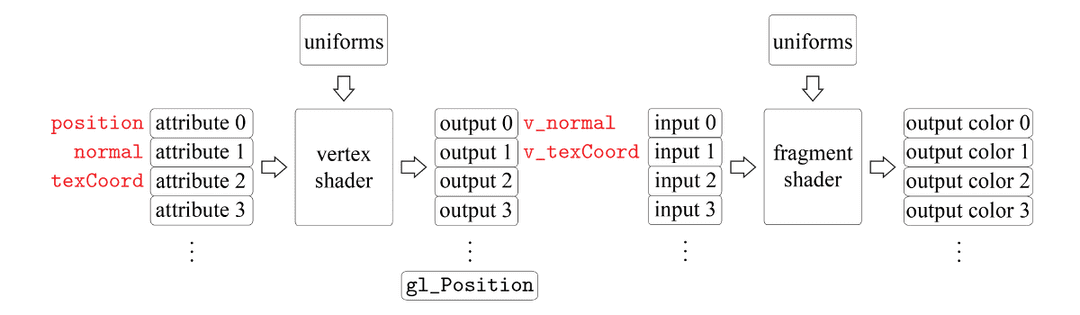 uniforms
uniforms
position attribute 0
normal attribute 1
texCoord attribute 2
attribute 3
⋮
vertex
shader
output 0 v_normal
output 1 v_texCoord
output 2
output 3
⋮
gl_Position
input 0
input 1
input 2
input 3
⋮
fragment
shader
output color 0
output color 1
output color 2
output color 3
⋮